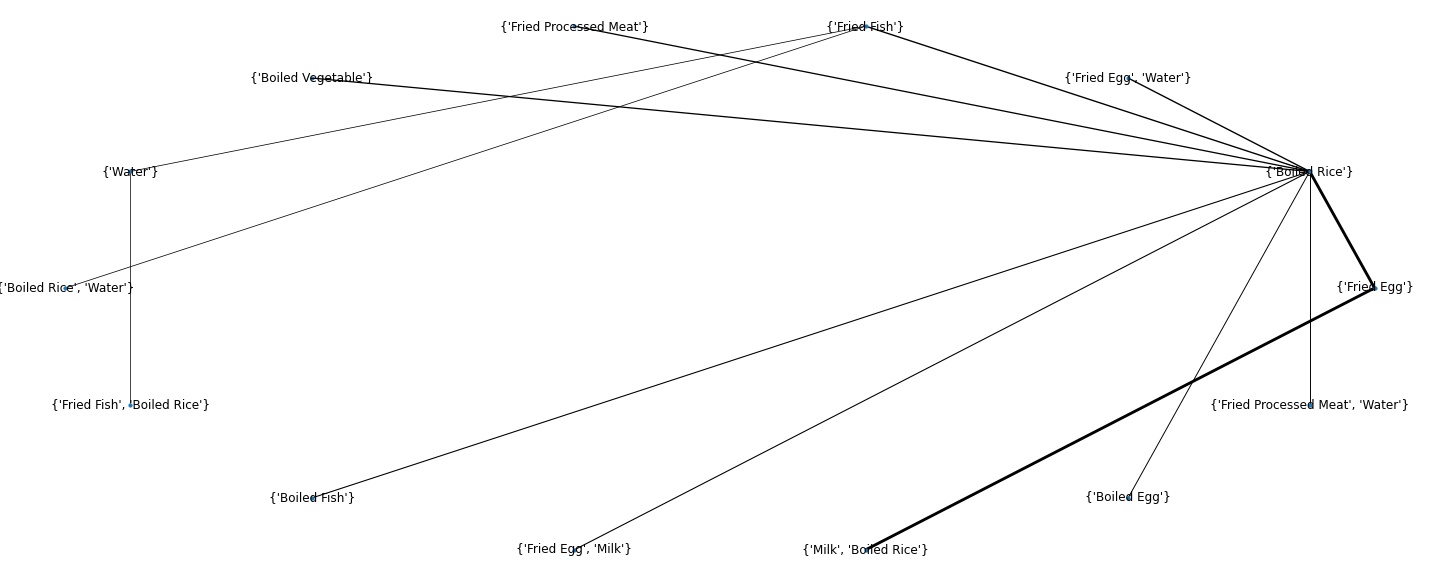 {'Fried Processed Meat'}
{'Fried Fish'}
{'Boiled Vegetable'}
{'Fried Egg', 'Water'}
{'Water'}
{'Boiled Rice'}
{'Boiled Rice', 'Water'}
{'Fried Egg'}
{'Fried Fish', 'Boiled Rice'}
{'Fried Processed Meat', 'Water'}
{'Boiled Fish'}
{'Boiled Egg'}
{'Fried Egg', 'Milk'}
{'Milk', 'Boiled Rice'}